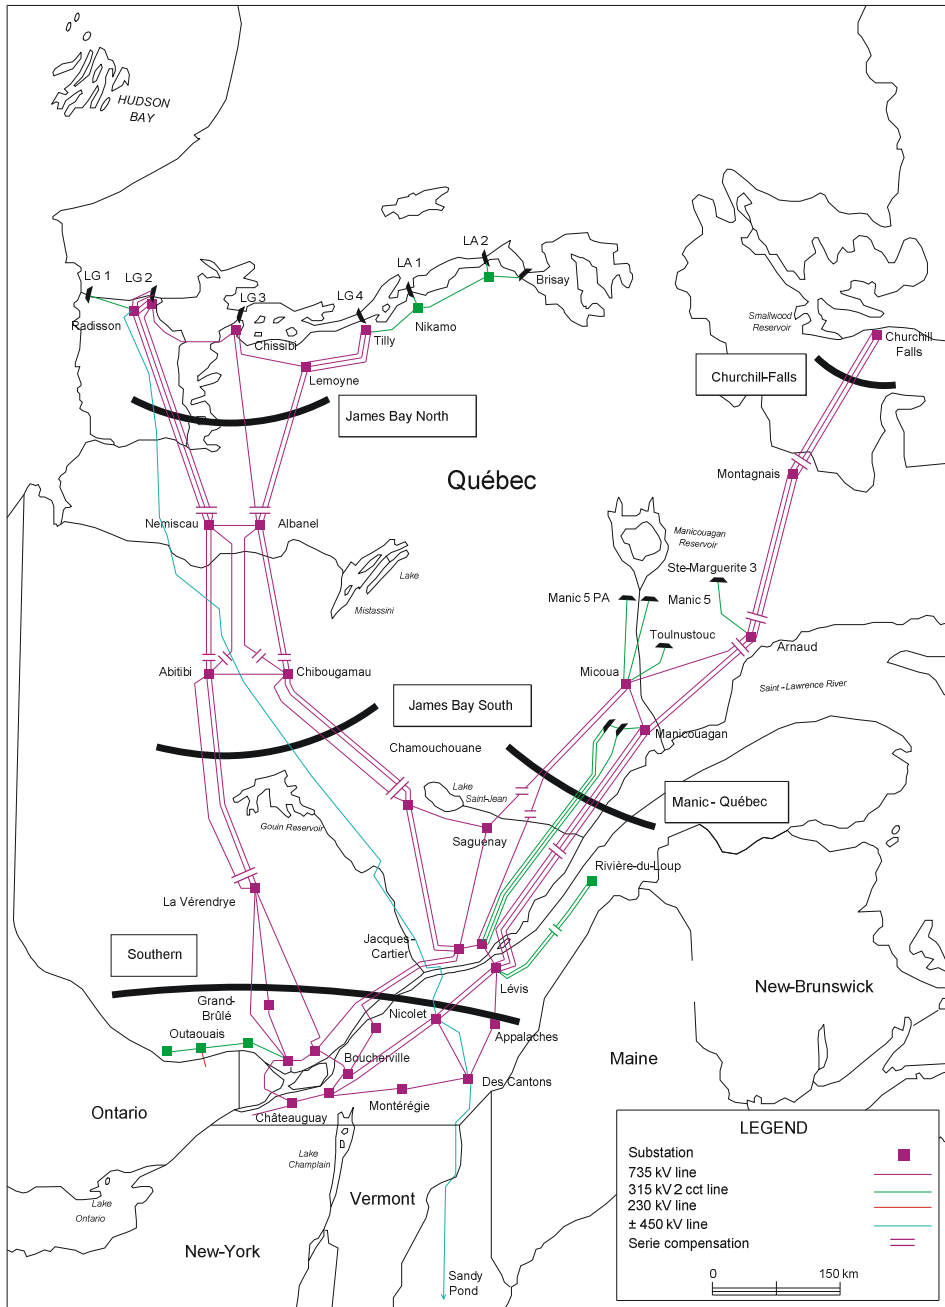 HUDSON
BAY
LA 2
LA 1
LG 1
LG 2
LG 3
LG 4
Brisay
Radisson
Nikamo
Chissibi
Tilly
Lemoyne
Smallwood
Reservoir
Churchill
Falls
Churchill-Falls
James Bay North
Québec
Montagnais
Nemiscau
Albanel
Manicouagan
Reservoir
Lake
Mistassini
Ste-Marguerite 3
Manic 5 PA
Manic 5
Toulnustouc
Arnaud
Abitibi
Chibougamau
Micoua
Saint-Lawrence River
James Bay South
Manicouagan
Chamouchouane
Lake
Saint-Jean
Manic-Québec
Gouin Reservoir
Saguenay
Rivière-du-Loup
La Vérendrye
Jacques-
Cartier
Southern
Lévis
New-Brunswick
Grand-
Brûlé
Nicolet
Outaouais
Appalaches
Boucherville
Maine
Des Cantons
Montérégie
Ontario
Châteauguay
LEGEND
Substation
735 kV line
315 kV 2 cct line
230 kV line
± 450 kV line
Serie compensation
0
150 km
Lake
Champlain
Vermont
Lake
Ontario
New-York
Sandy
Pond